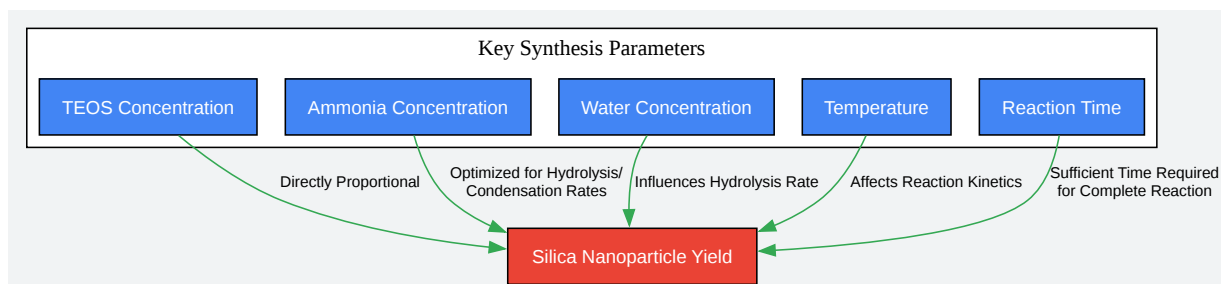 Key Synthesis Parameters
TEOS Concentration
Ammonia Concentration
Water Concentration
Temperature
Reaction Time
Directly Proportional
Optimized for Hydrolysis/
Condensation Rates
Influences Hydrolysis Rate
Affects Reaction Kinetics
Sufficient Time Required
for Complete Reaction
Silica Nanoparticle Yield